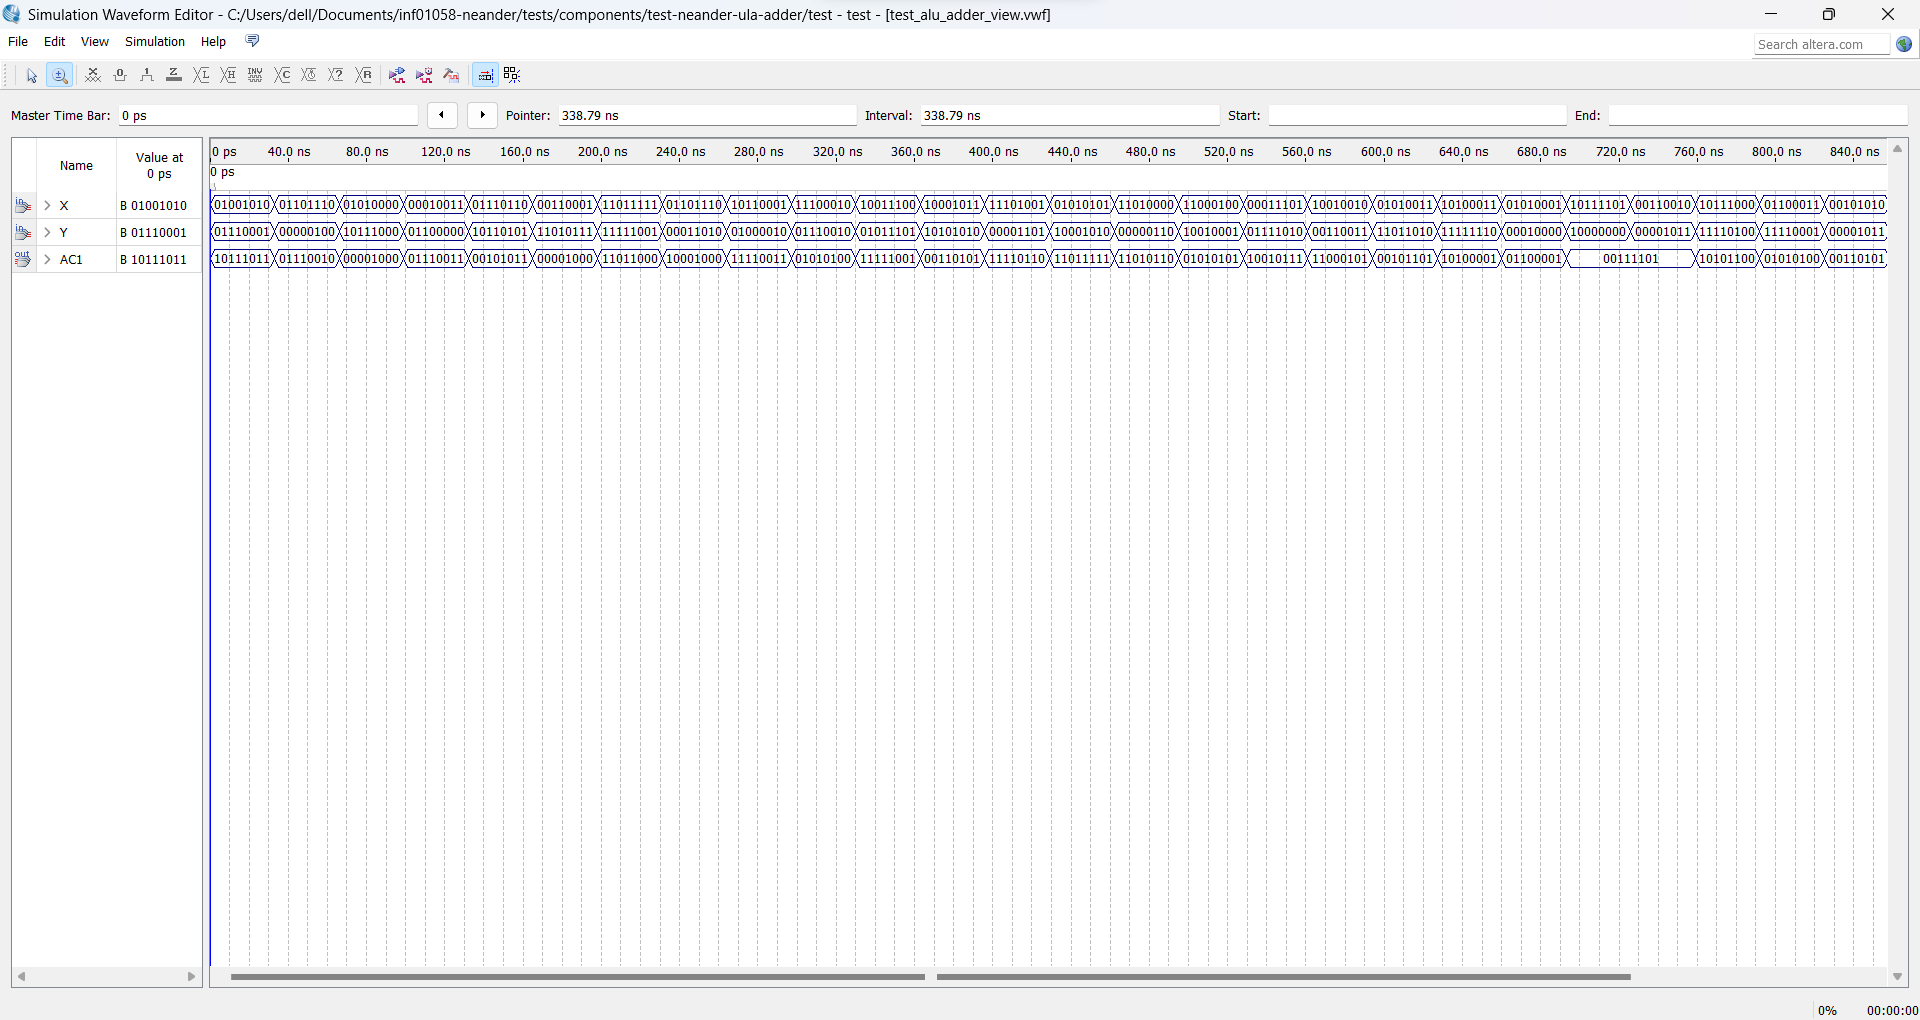 Simulation Waveform Editor - C:/Users/dell/Documents/inf01058-neander/tests/components/test-neander-ula-adder/test - test - [test_alu_adder_view.vwf]
File Edit View Simulation Help
Search altera.com
Master Time Bar: 0 ps Pointer: 338.79 ns Interval: 338.79 ns Start: End:
Name Value at 0 ps
0 ps 40.0 ns 80.0 ns 120.0 ns 160.0 ns 200.0 ns 240.0 ns 280.0 ns 320.0 ns 360.0 ns 400.0 ns 440.0 ns 480.0 ns 520.0 ns 560.0 ns 600.0 ns 640.0 ns 680.0 ns 720.0 ns 760.0 ns 800.0 ns 840.0 ns
0 ps
X B 01001010 01001010 01101110 01010000 00010011 01110110 00110001 11011111 01101110 10110001 11100010 10011100 10001011 11101001 01010101 11010000 11000100 00011101 10010010 01010011 10100011 01010001 10111101 00110010 10111000 01100011 00101010
Y B 01110001 01110001 00000100 10111000 01100000 10110101 11010111 11111001 00011010 01000010 01110010 01011101 10101010 00001101 10001010 00000110 10010001 01111010 00110011 11011010 11111110 00010000 10000000 00001011 11110100 11110001 00001011
AC1 B 10111011 10111011 01110010 00001000 01110011 00101011 00001000 11011000 10001000 11110011 01010100 11111001 00110101 11110110 11011111 11010110 01010101 10010111 11000101 00101101 10100001 01100001 00111101 10101100 01010100 00110101
0% 00:00:00